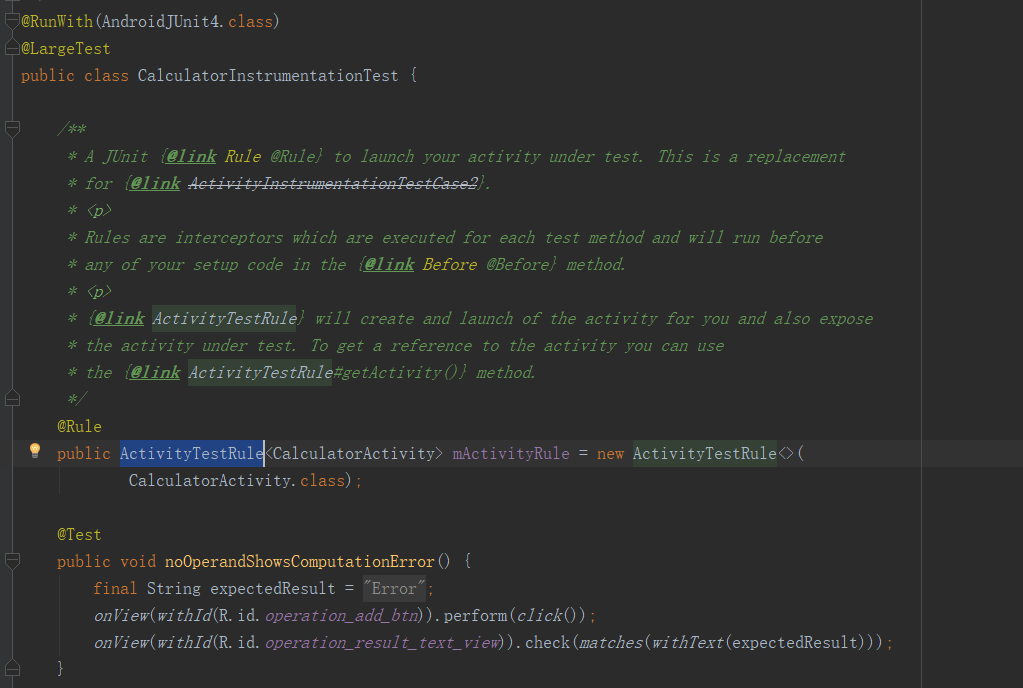 @RunWith(AndroidJUnit4.class)
@LargeTest
public class CalculatorInstrumentationTest {
/**
* A JUnit {@link Rule @Rule} to launch your activity under test. This is a replacement
* for {@link ActivityInstrumentationTestCase2}.
* <p>
* Rules are interceptors which are executed for each test method and will run before
* any of your setup code in the {@link Before @Before} method.
* <p>
* {@link ActivityTestRule} will create and launch of the activity for you and also expose
* the activity under test. To get a reference to the activity you can use
* the {@link ActivityTestRule#getActivity()} method.
*/
@Rule
public ActivityTestRule<CalculatorActivity> mActivityRule = new ActivityTestRule<>(
CalculatorActivity.class);
@Test
public void noOperandShowsComputationError() {
final String expectedResult = "Error";
onView(withId(R.id.operation_add_btn)).perform(click());
onView(withId(R.id.operation_result_text_view)).check(matches(withText(expectedResult)));
}